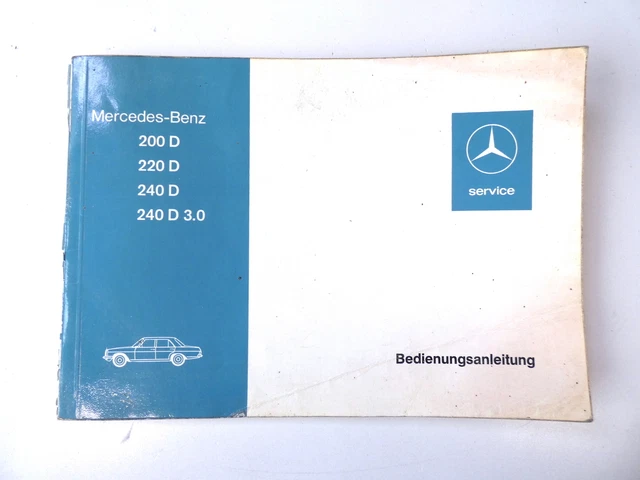 Mercedes-Benz
200 D
220 D
240 D
240 D 3.0
service
Bedienungsanleitung